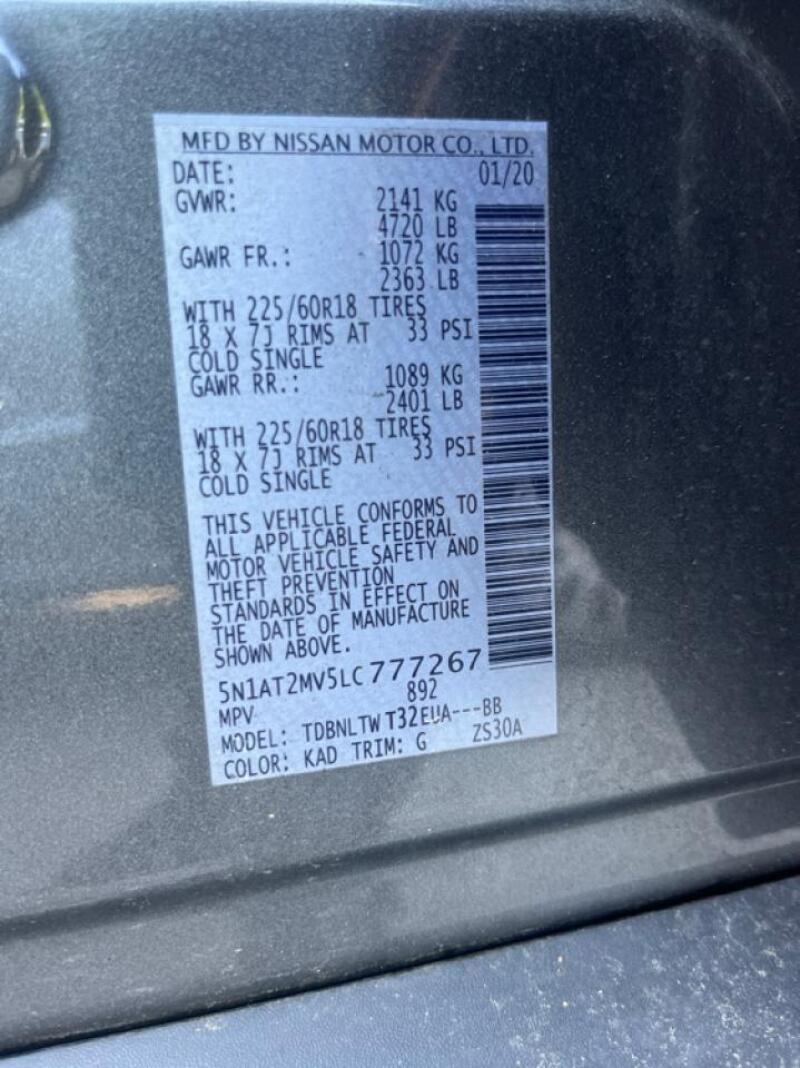 MFD BY NISSAN MOTOR CO., LTD.
DATE: 01/20
GVWR: 2141 KG
4720 LB
GAWR FR.: 1072 KG
2363 LB
WITH 225/60R18 TIRES
18 X 7J RIMS AT 33 PSI
COLD SINGLE
GAWR RR.: 1089 KG
2401 LB
WITH 225/60R18 TIRES
18 X 7J RIMS AT 33 PSI
COLD SINGLE
THIS VEHICLE CONFORMS TO
ALL APPLICABLE FEDERAL
MOTOR VEHICLE SAFETY AND
THEFT PREVENTION
STANDARDS IN EFFECT ON
THE DATE OF MANUFACTURE
SHOWN ABOVE.
5N1AT2MV5LC777267
MPV 892
MODEL: TDBNLTW T32EUA---BB
COLOR: KAD TRIM: G ZS30A